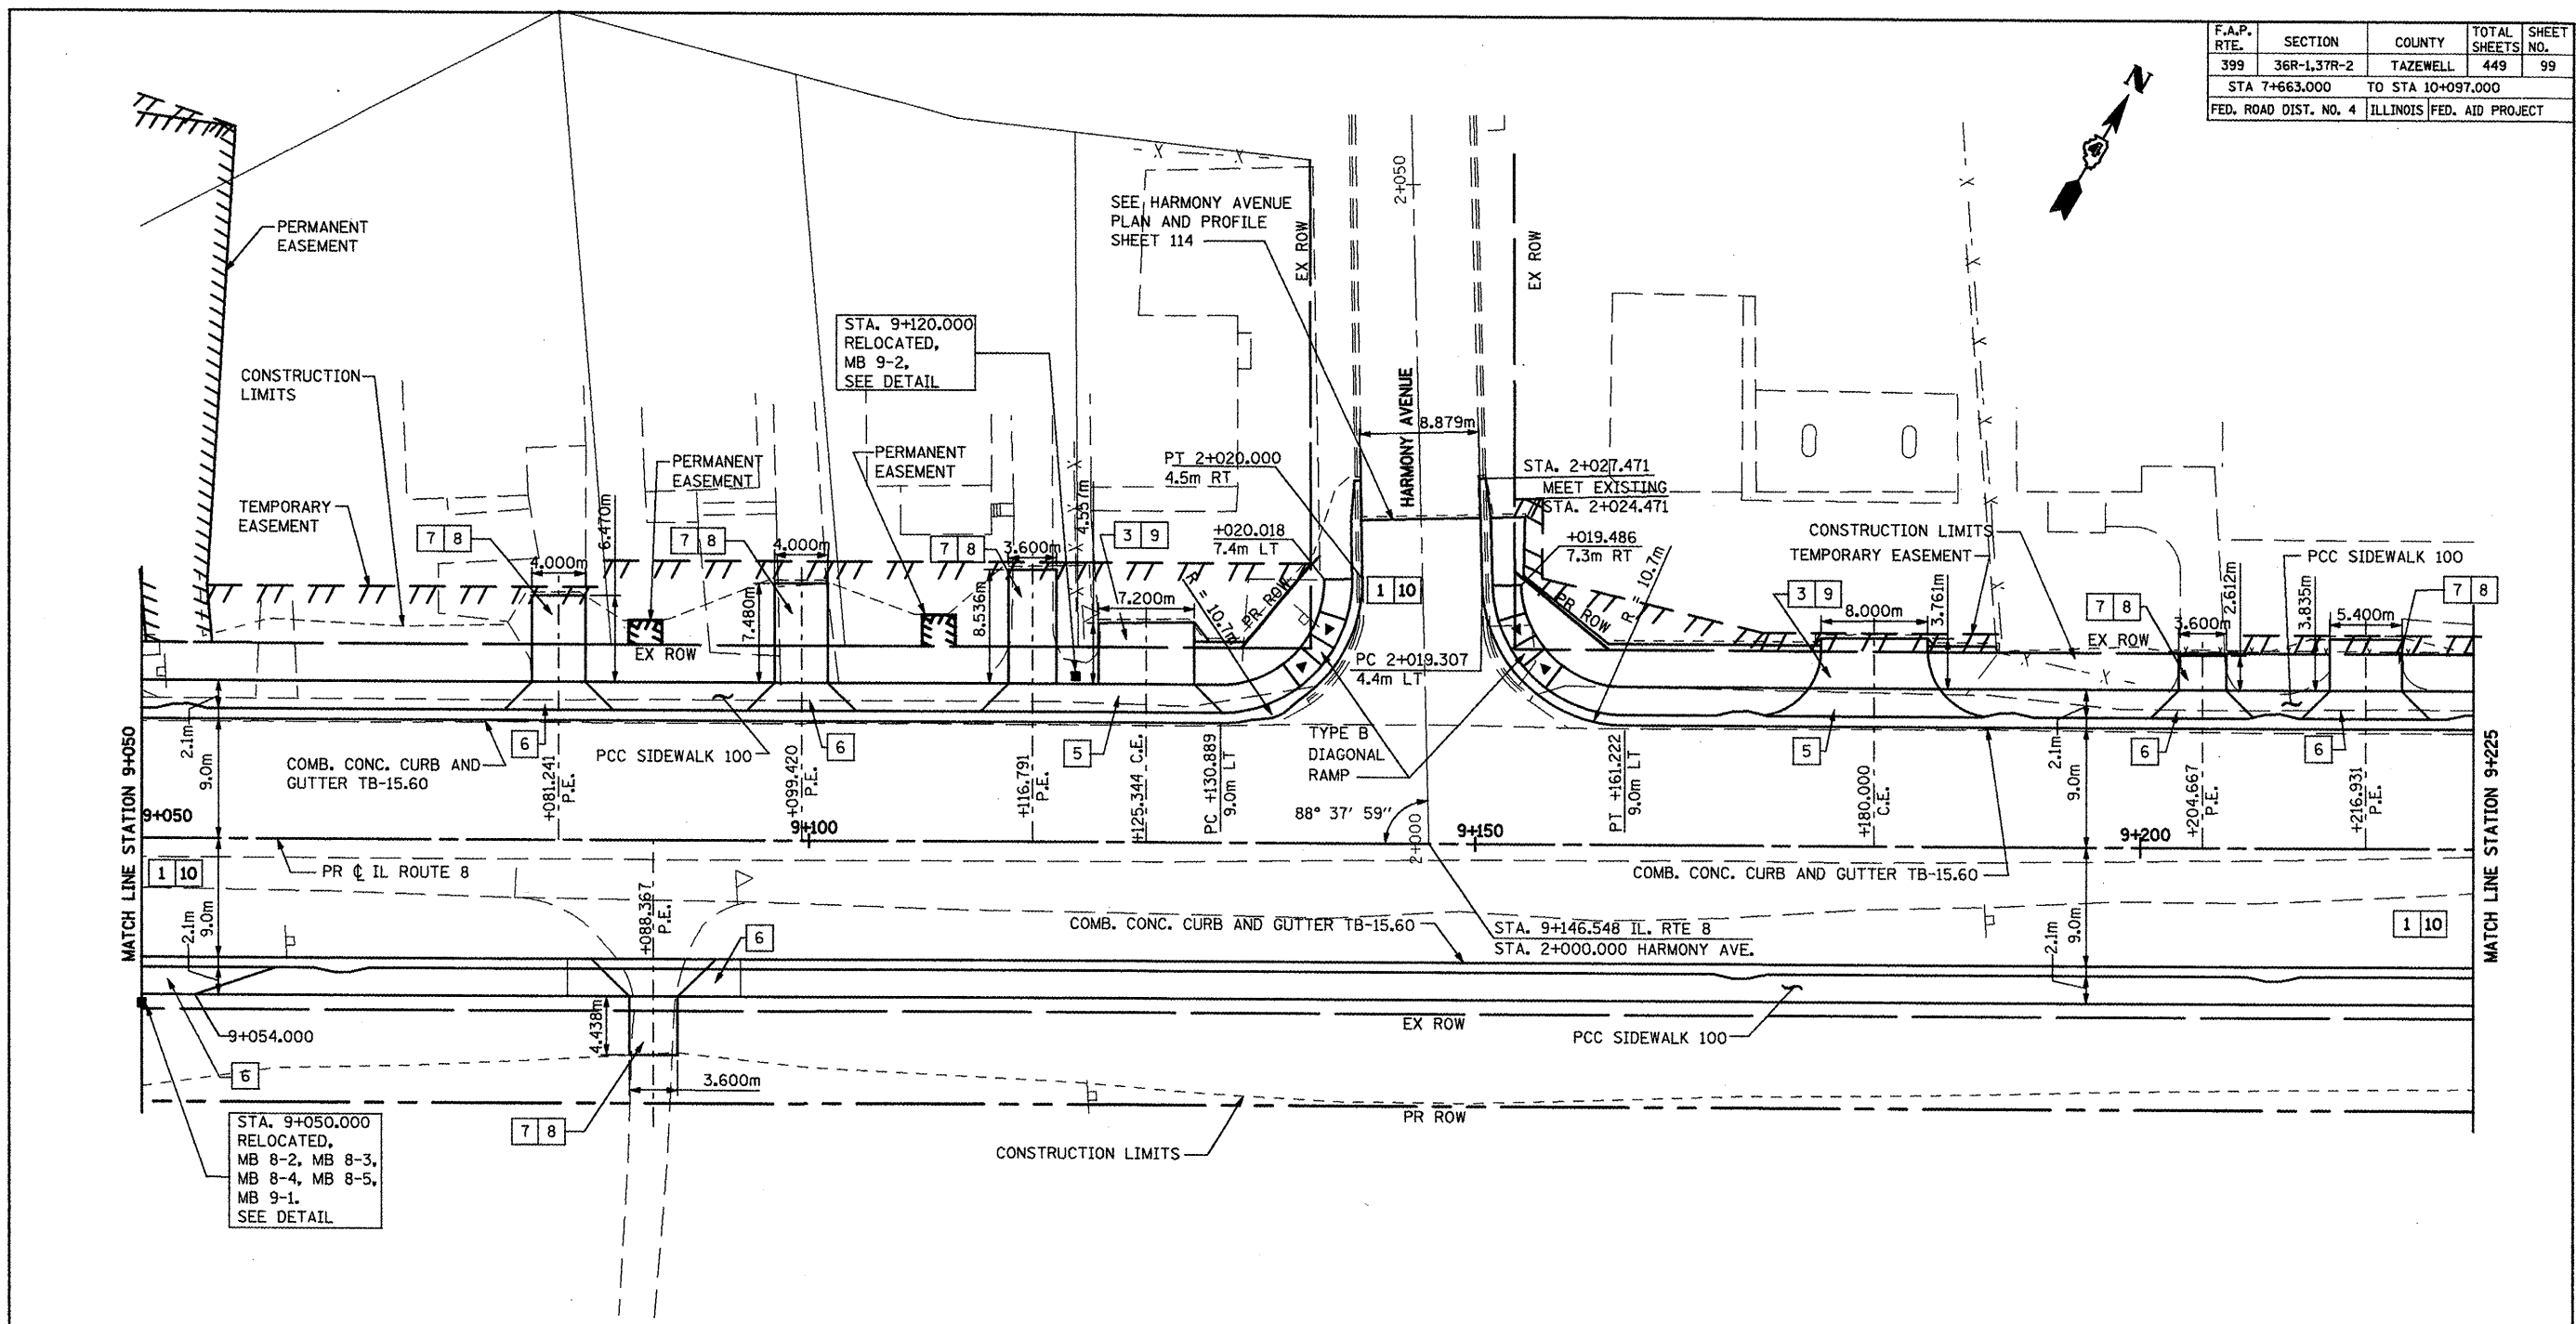 F.A.P. RTE. SECTION COUNTY TOTAL SHEETS SHEET NO.
399 36R-1,37R-2 TAZEWELL 449 99
STA 7+663.000 TO STA 10+097.000
FED. ROAD DIST. NO. 4 ILLINOIS FED. AID PROJECT
N
PERMANENT
EASEMENT
CONSTRUCTION
LIMITS
TEMPORARY
EASEMENT
7 8
4.000m
6.470m
PERMANENT
EASEMENT
7 8
4.000m
7.480m
STA. 9+120.000
RELOCATED,
MB 9-2,
SEE DETAIL
PERMANENT
EASEMENT
7 8
3.600m
8.536m
4.557m
3 9
7.200m
EX ROW
SEE HARMONY AVENUE
PLAN AND PROFILE
SHEET 114
EX ROW
2+050
EX ROW
HARMONY AVENUE
8.879m
PT 2+020.000
4.5m RT
+020.018
7.4m LT
R = 10.7m
PR ROW
1 10
PC 2+019.307
4.4m LT
STA. 2+027.471
MEET EXISTING
STA. 2+024.471
+019.486
7.3m RT
R = 10.7m
PR ROW
CONSTRUCTION LIMITS
TEMPORARY EASEMENT
3 9
8.000m
3.761m
7 8
3.600m
2.612m
EX ROW
3.835m
PCC SIDEWALK 100
5.400m
7 8
MATCH LINE STATION 9+050
2.1m
9.0m
COMB. CONC. CURB AND
GUTTER TB-15.60
6
+081.241
P.E.
PCC SIDEWALK 100
+099.420
P.E.
6
+116.791
P.E.
5
+125.344 C.E.
PC +130.889
9.0m LT
TYPE B
DIAGONAL
RAMP
88° 37' 59"
2+000
PT +161.222
9.0m LT
5
+180.000
C.E.
2.1m
9.0m
6
+204.667
P.E.
6
+216.931
P.E.
MATCH LINE STATION 9+225
9+050
9+100
9+150
9+200
1 10
PR ℄ IL ROUTE 8
2.1m
9.0m
+088.367
P.E.
6
COMB. CONC. CURB AND GUTTER TB-15.60
STA. 9+146.548 IL. RTE 8
STA. 2+000.000 HARMONY AVE.
COMB. CONC. CURB AND GUTTER TB-15.60
2.1m
9.0m
1 10
9+054.000
6
4.438m
3.600m
7 8
EX ROW
PCC SIDEWALK 100
PR ROW
CONSTRUCTION LIMITS
STA. 9+050.000
RELOCATED,
MB 8-2, MB 8-3,
MB 8-4, MB 8-5,
MB 9-1.
SEE DETAIL